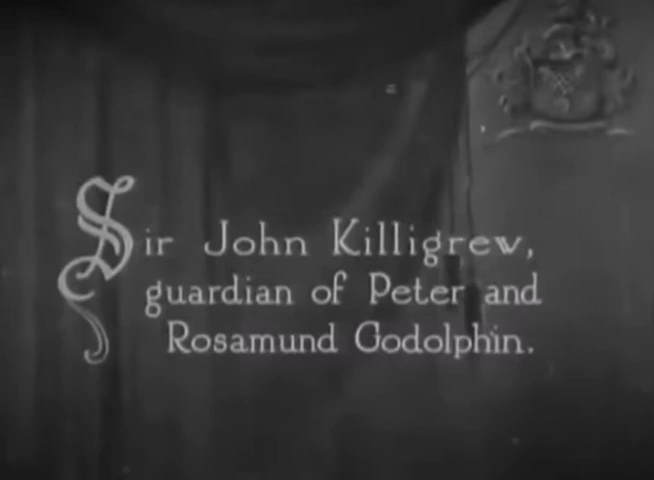 Sir John Killigrew,
guardian of Peter and
Rosamund Godolphin.